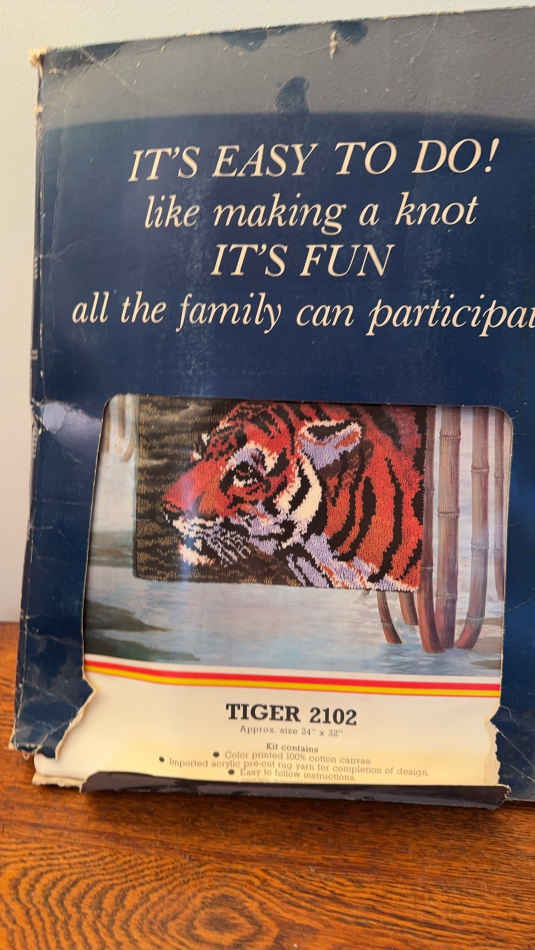 IT'S EASY TO DO!
like making a knot
IT'S FUN
all the family can participat
TIGER 2102
Approx. size 24" x 32"
Kit contains
● Color printed 100% cotton canvas.
● Imported acrylic pre-cut rug yarn for completion of design.
● Easy to follow instructions.